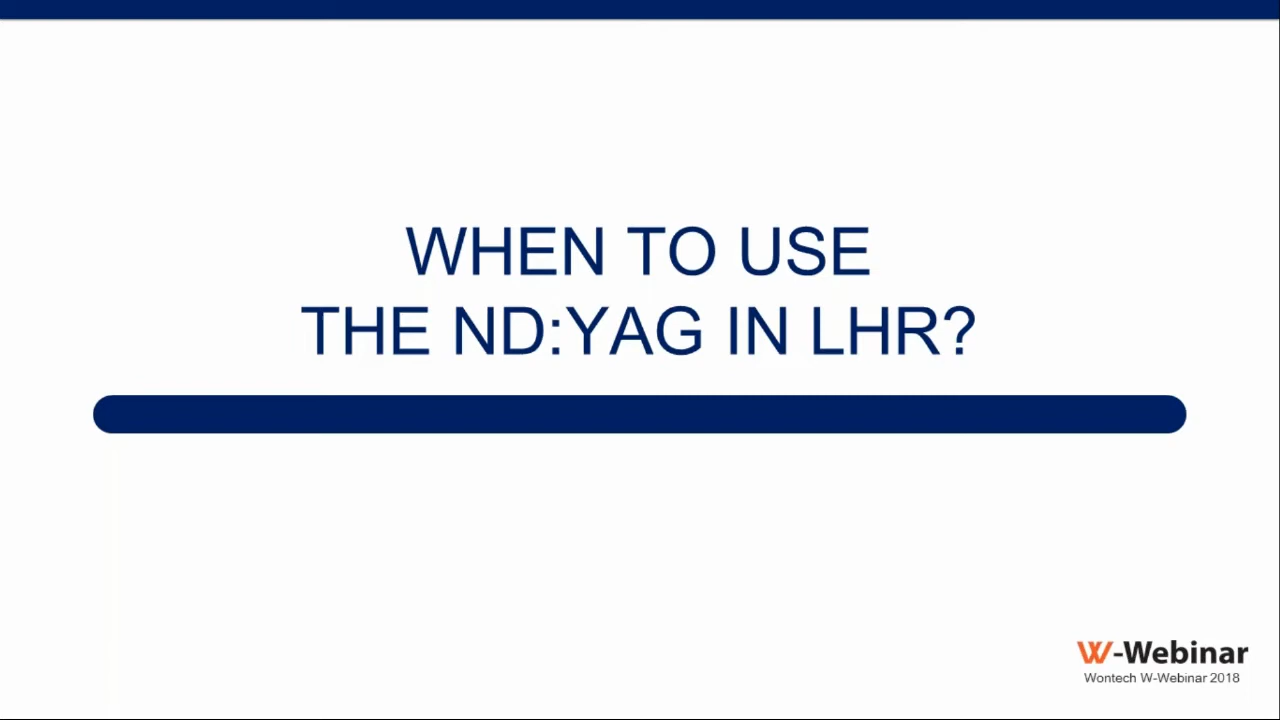 WHEN TO USE
THE ND:YAG IN LHR?
W-Webinar
Wontech W-Webinar 2018